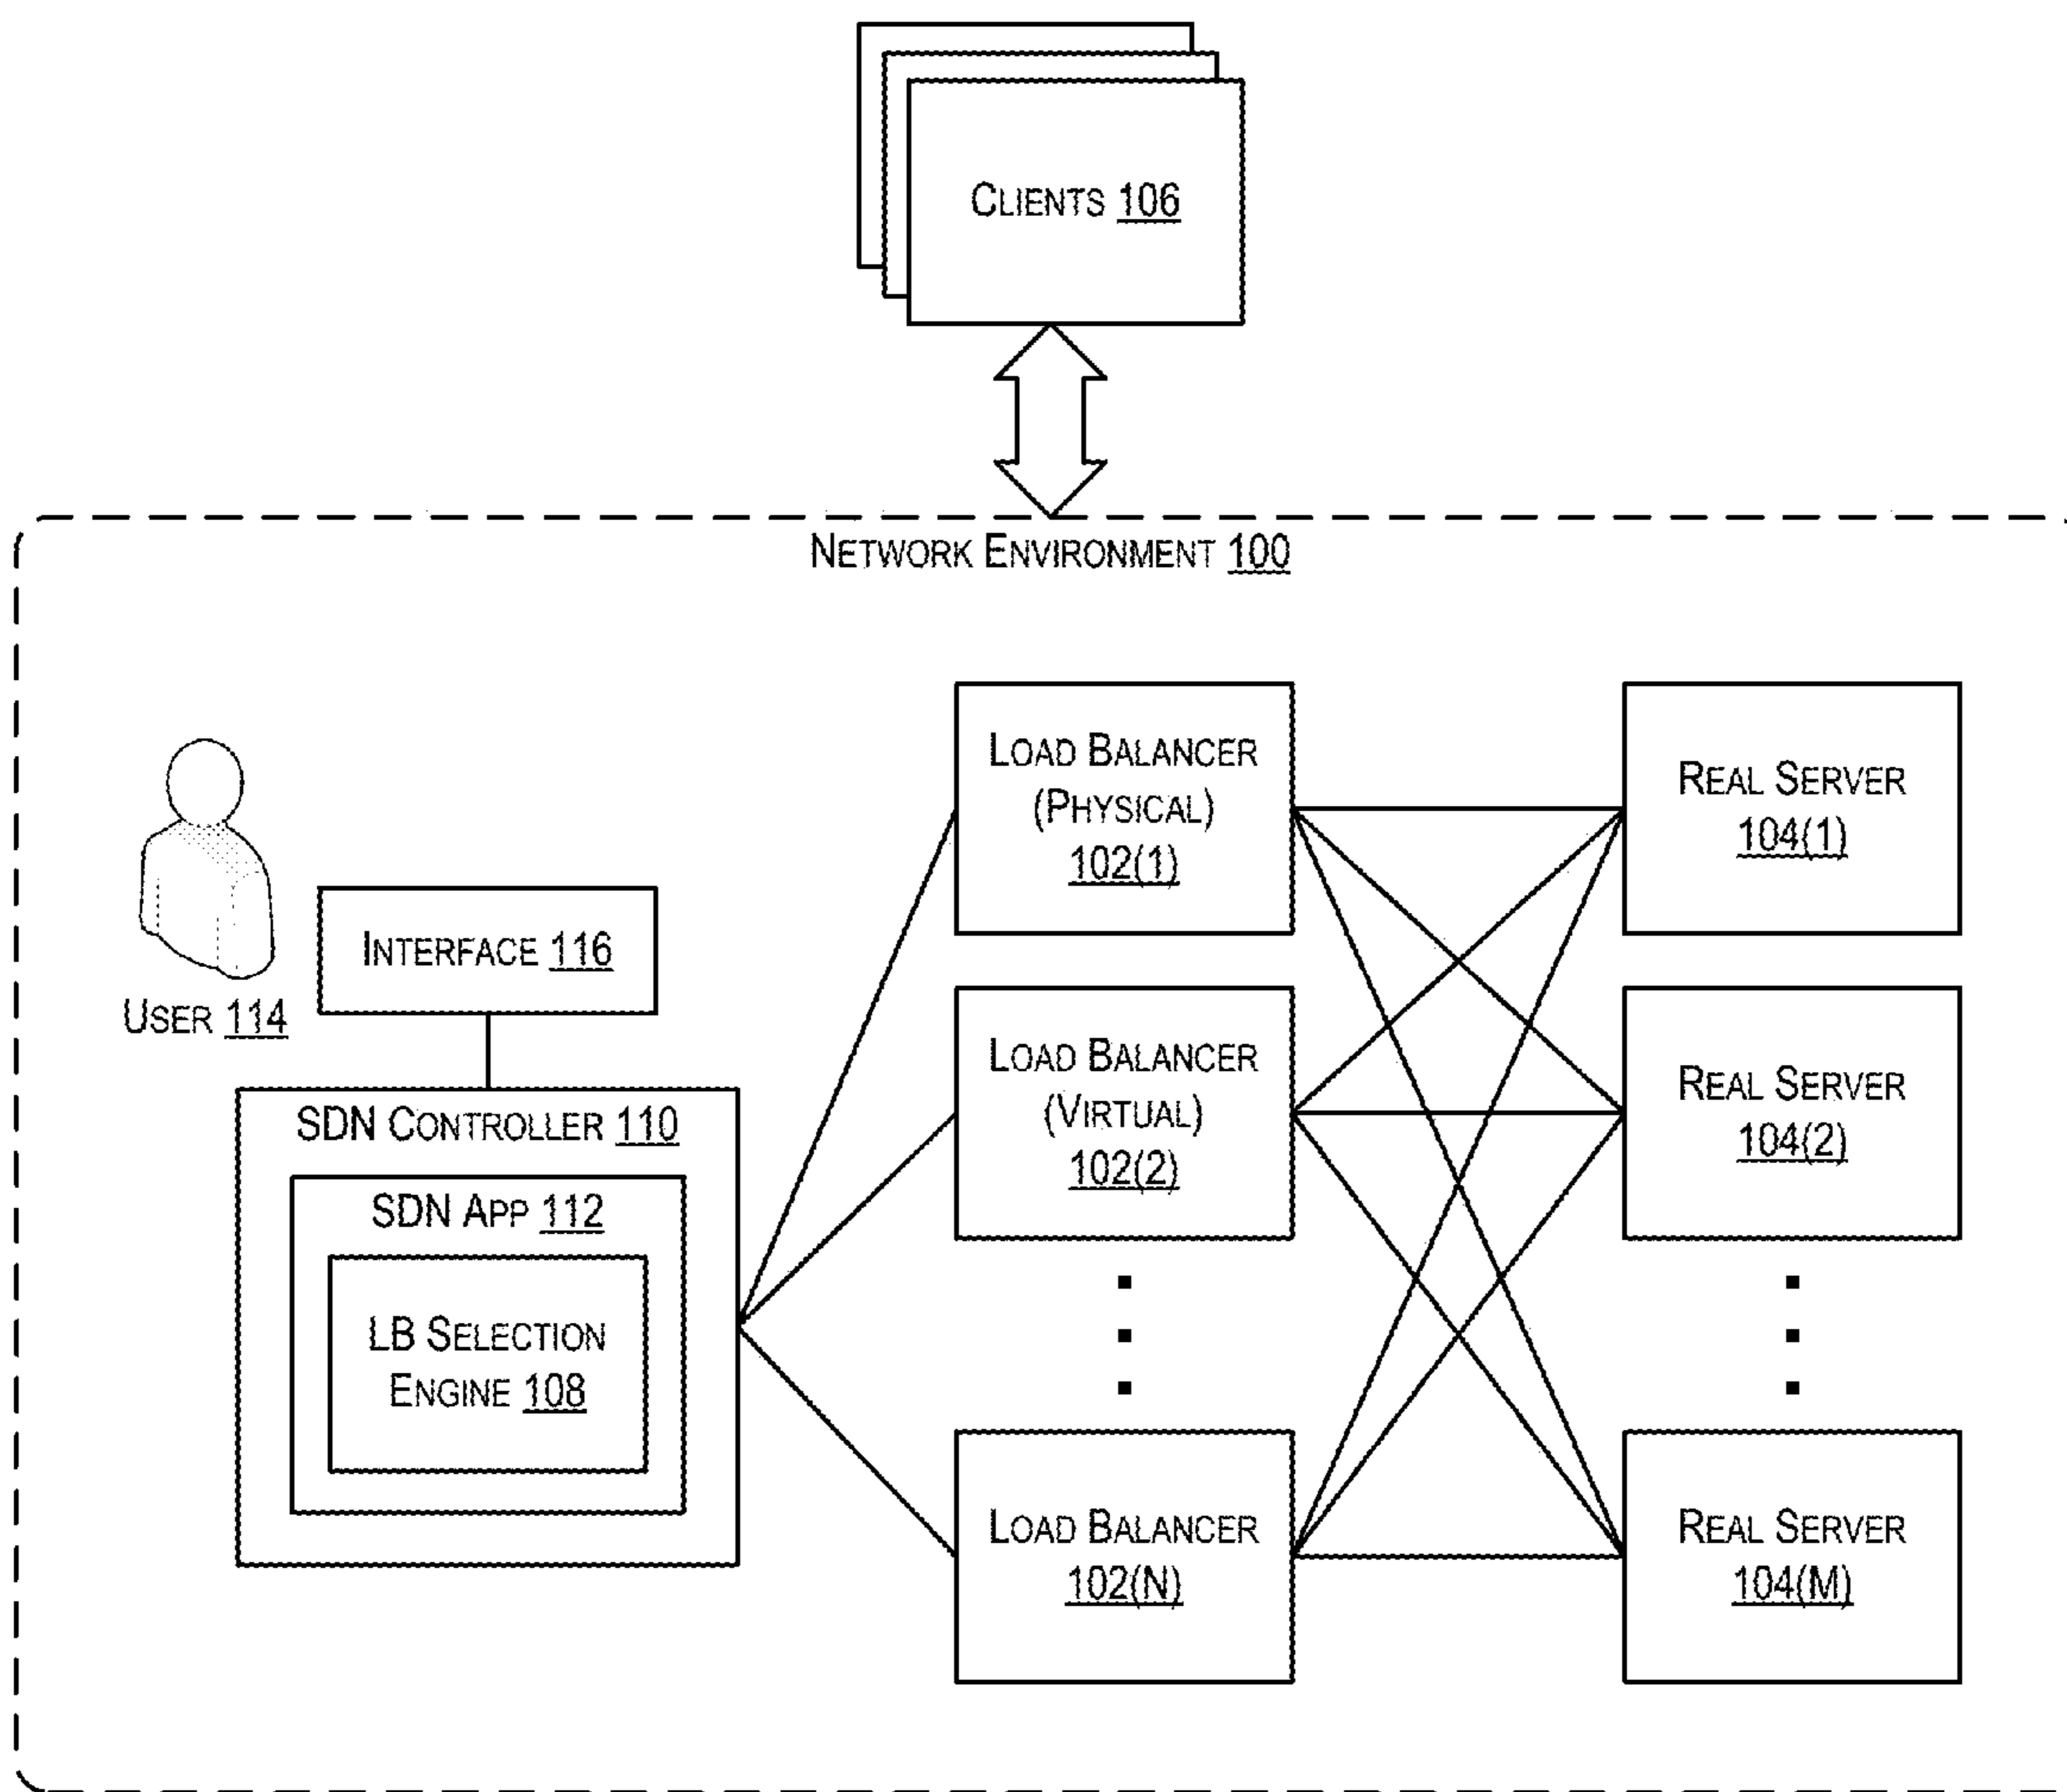 CLIENTS 106
NETWORK ENVIRONMENT 100
LOAD BALANCER
(PHYSICAL)
102(1)
REAL SERVER
104(1)
INTERFACE 116
USER 114
LOAD BALANCER
(VIRTUAL)
102(2)
REAL SERVER
104(2)
SDN CONTROLLER 110
SDN APP 112
LB SELECTION
ENGINE 108
LOAD BALANCER
102(N)
REAL SERVER
104(M)